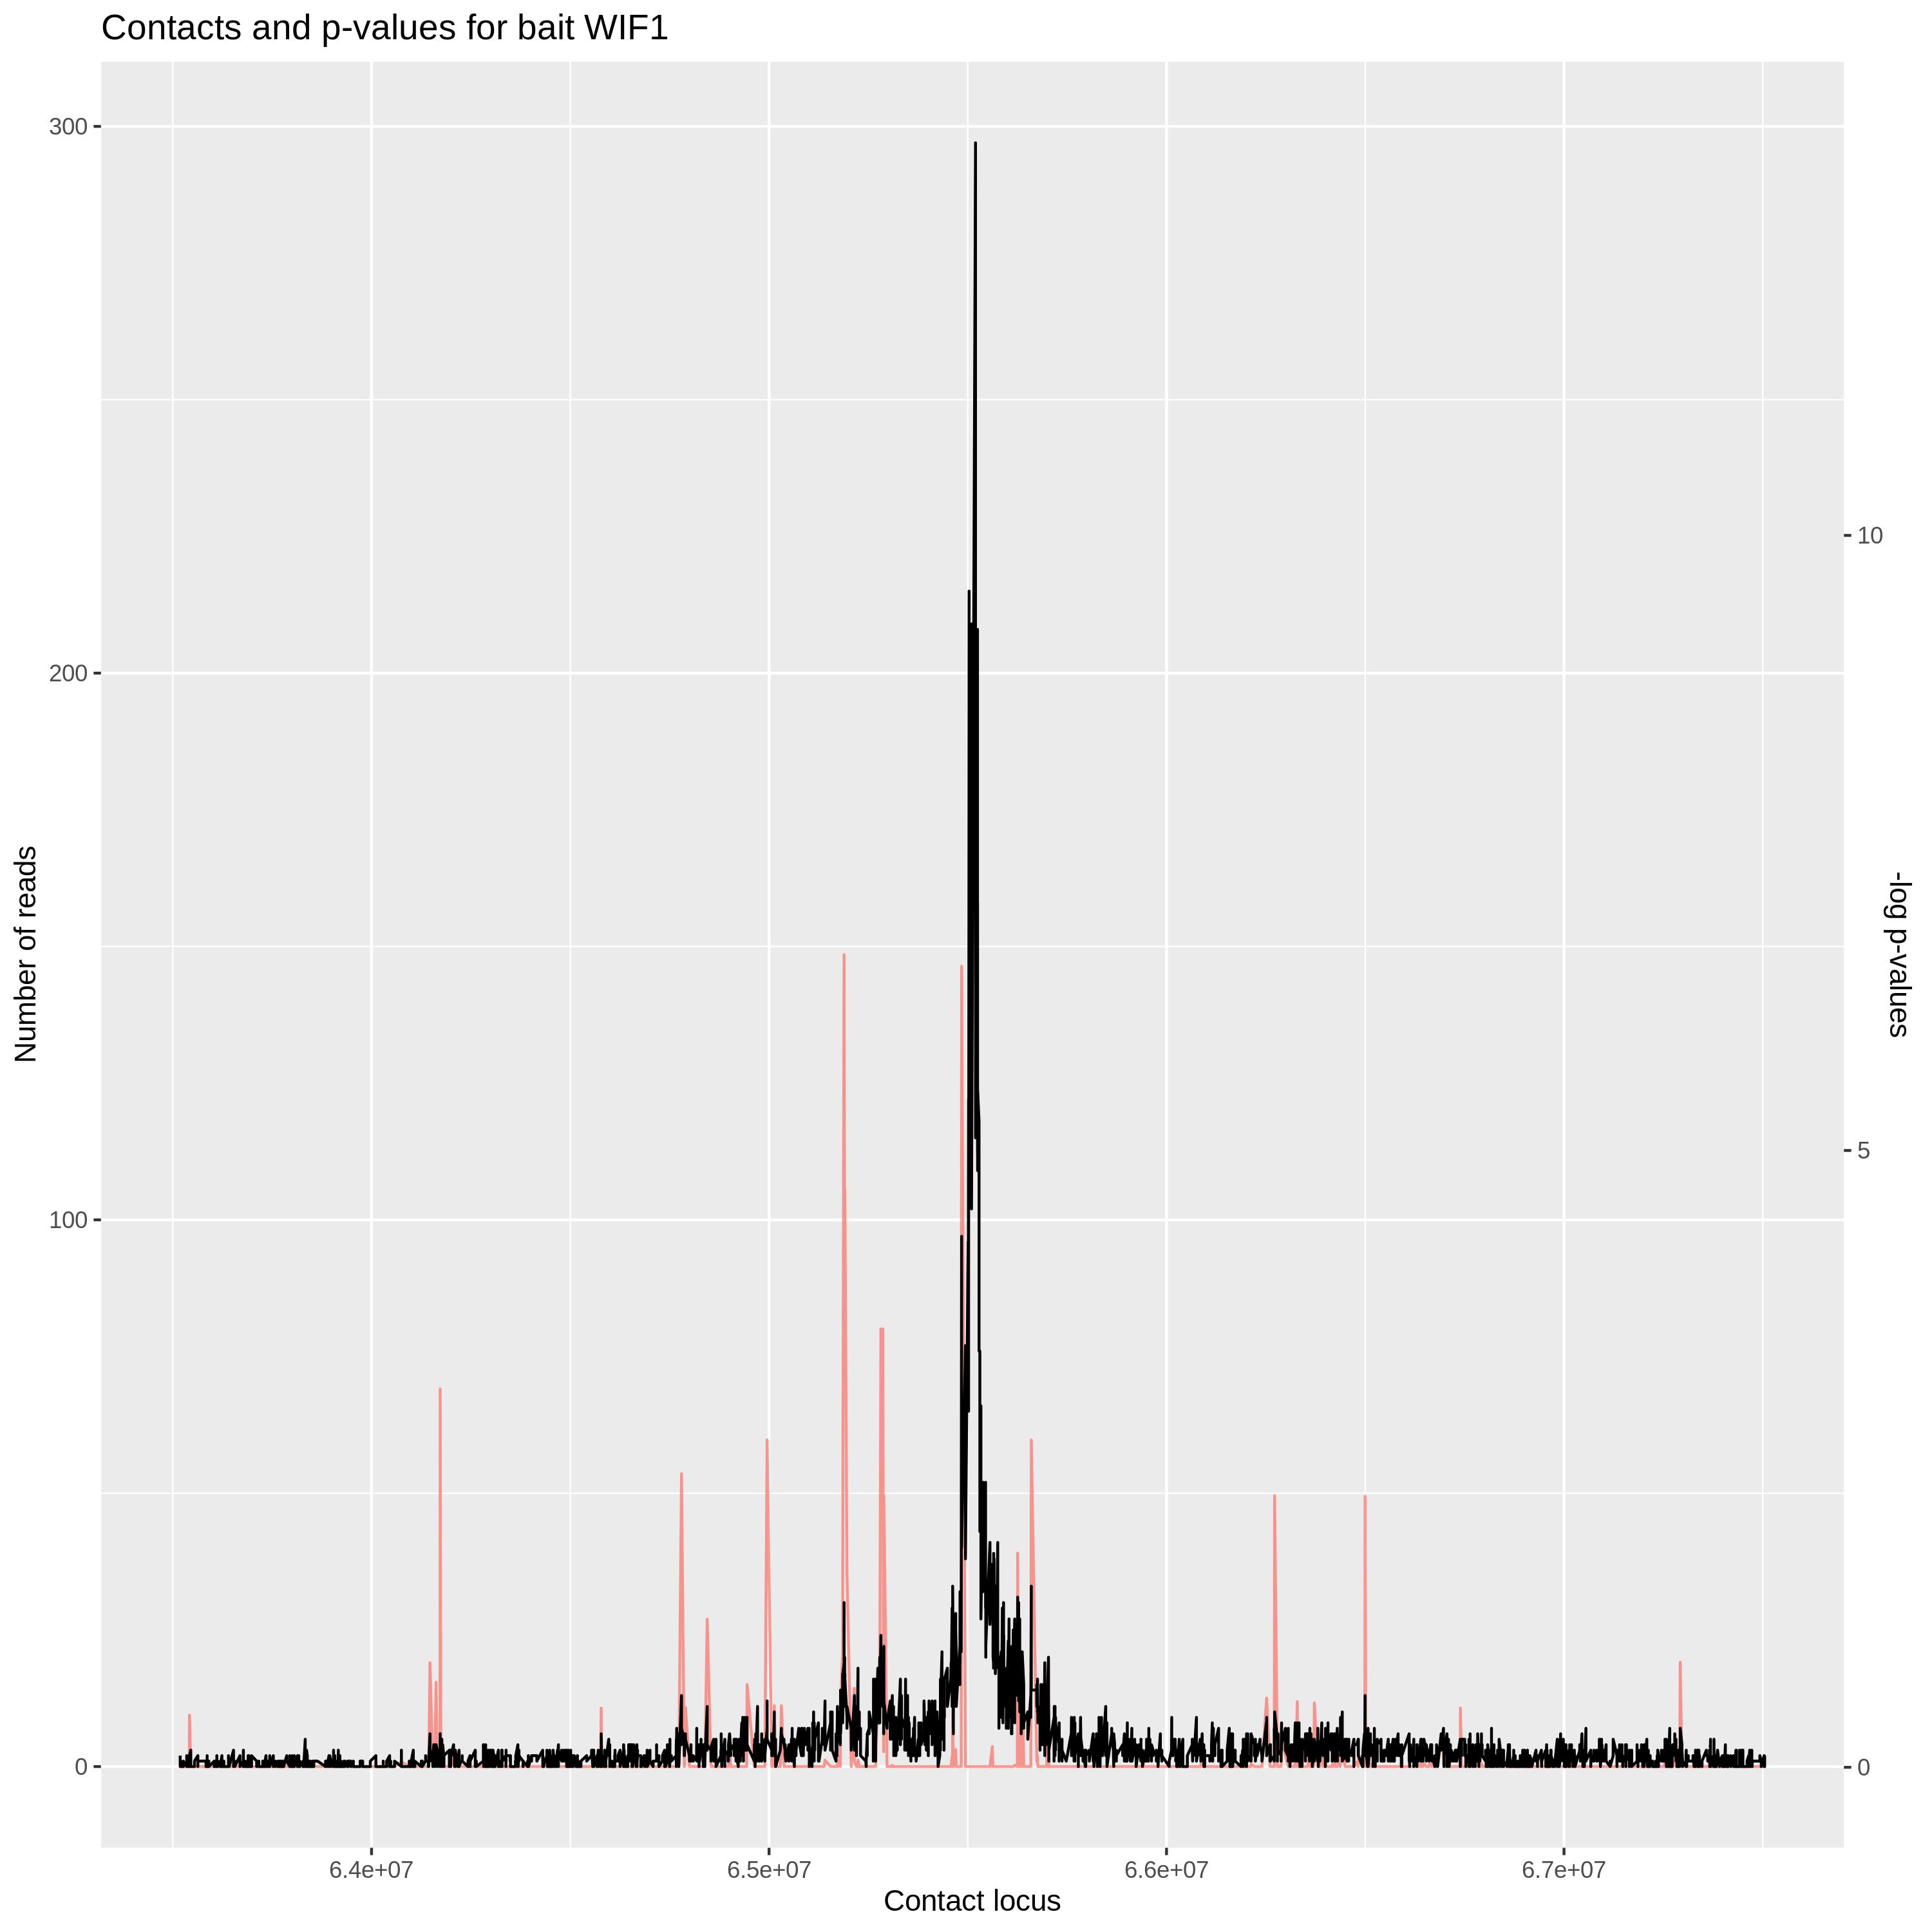 Contacts and p-values for bait WIF1
300
200
100
0
Number of reads
10
5
0
-log p-values
6.4e+07
6.5e+07
6.6e+07
6.7e+07
Contact locus